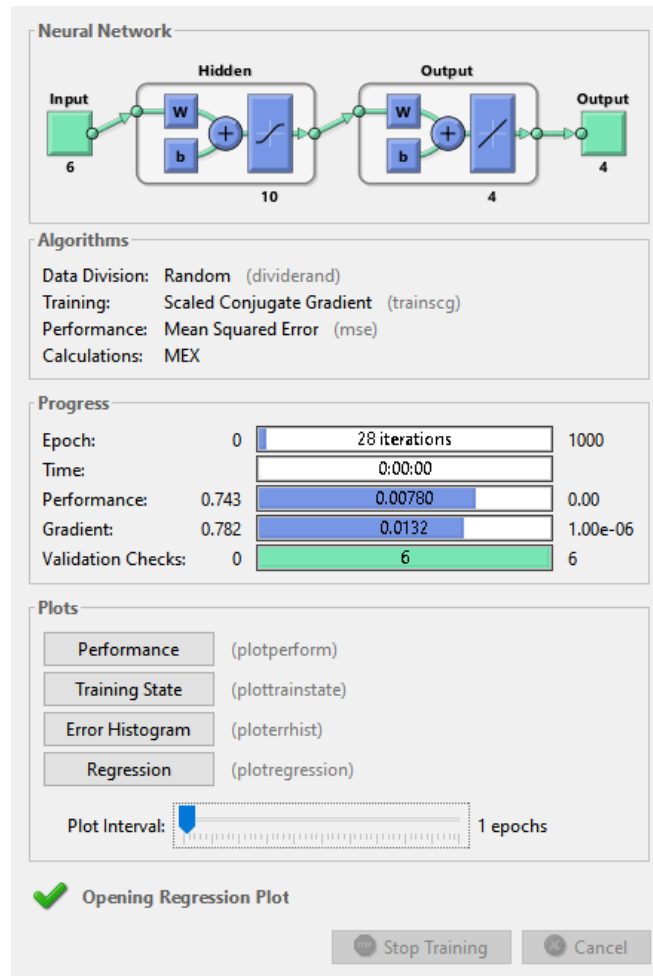 Neural Network
Hidden
Output
Input
Output
W
W
+
+
b
b
6
10
4
4
Algorithms
Data Division: Random (dividerand)
Training: Scaled Conjugate Gradient (trainscg)
Performance: Mean Squared Error (mse)
Calculations: MEX
Progress
Epoch: 0 28 iterations 1000
Time: 0:00:00
Performance: 0.743 0.00780 0.00
Gradient: 0.782 0.0132 1.00e-06
Validation Checks: 0 6 6
Plots
Performance (plotperform)
Training State (plottrainstate)
Error Histogram (ploterrhist)
Regression (plotregression)
Plot Interval: 1 epochs
Opening Regression Plot
Stop Training Cancel